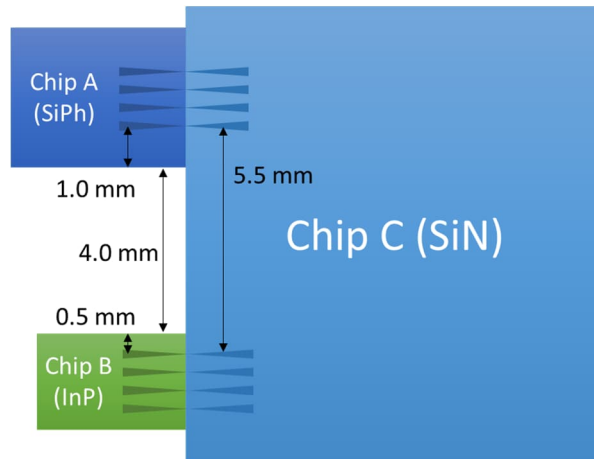 Chip A
(SiPh)
1.0 mm
5.5 mm
Chip C (SiN)
4.0 mm
0.5 mm
Chip B
(InP)